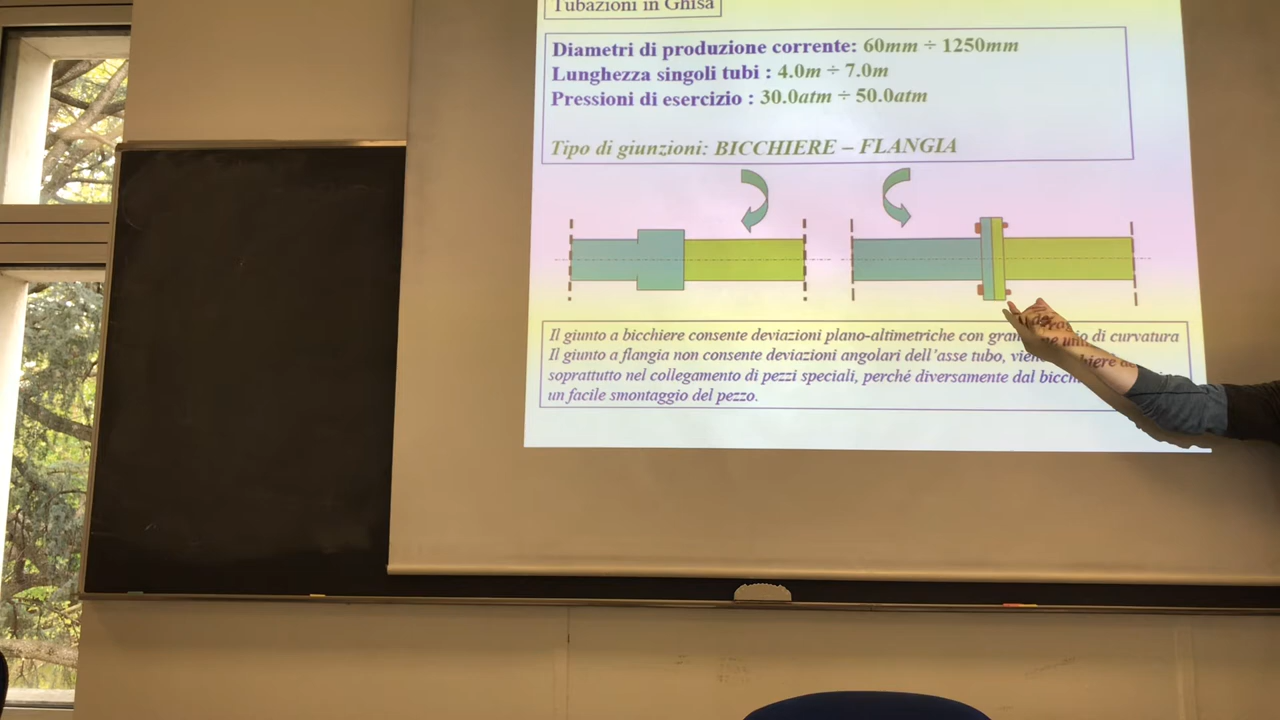 Tubazioni in Ghisa
Diametri di produzione corrente: 60mm ÷ 1250mm
Lunghezza singoli tubi : 4.0m ÷ 7.0m
Pressioni di esercizio : 30.0atm ÷ 50.0atm
Tipo di giunzioni: BICCHIERE – FLANGIA
Il giunto a bicchiere consente deviazioni plano-altimetriche con di curvatura
Il giunto a flangia non consente deviazioni angolari dell'asse tubo,
soprattutto nel collegamento di pezzi speciali, perché diversamente dal
un facile smontaggio del pezzo.